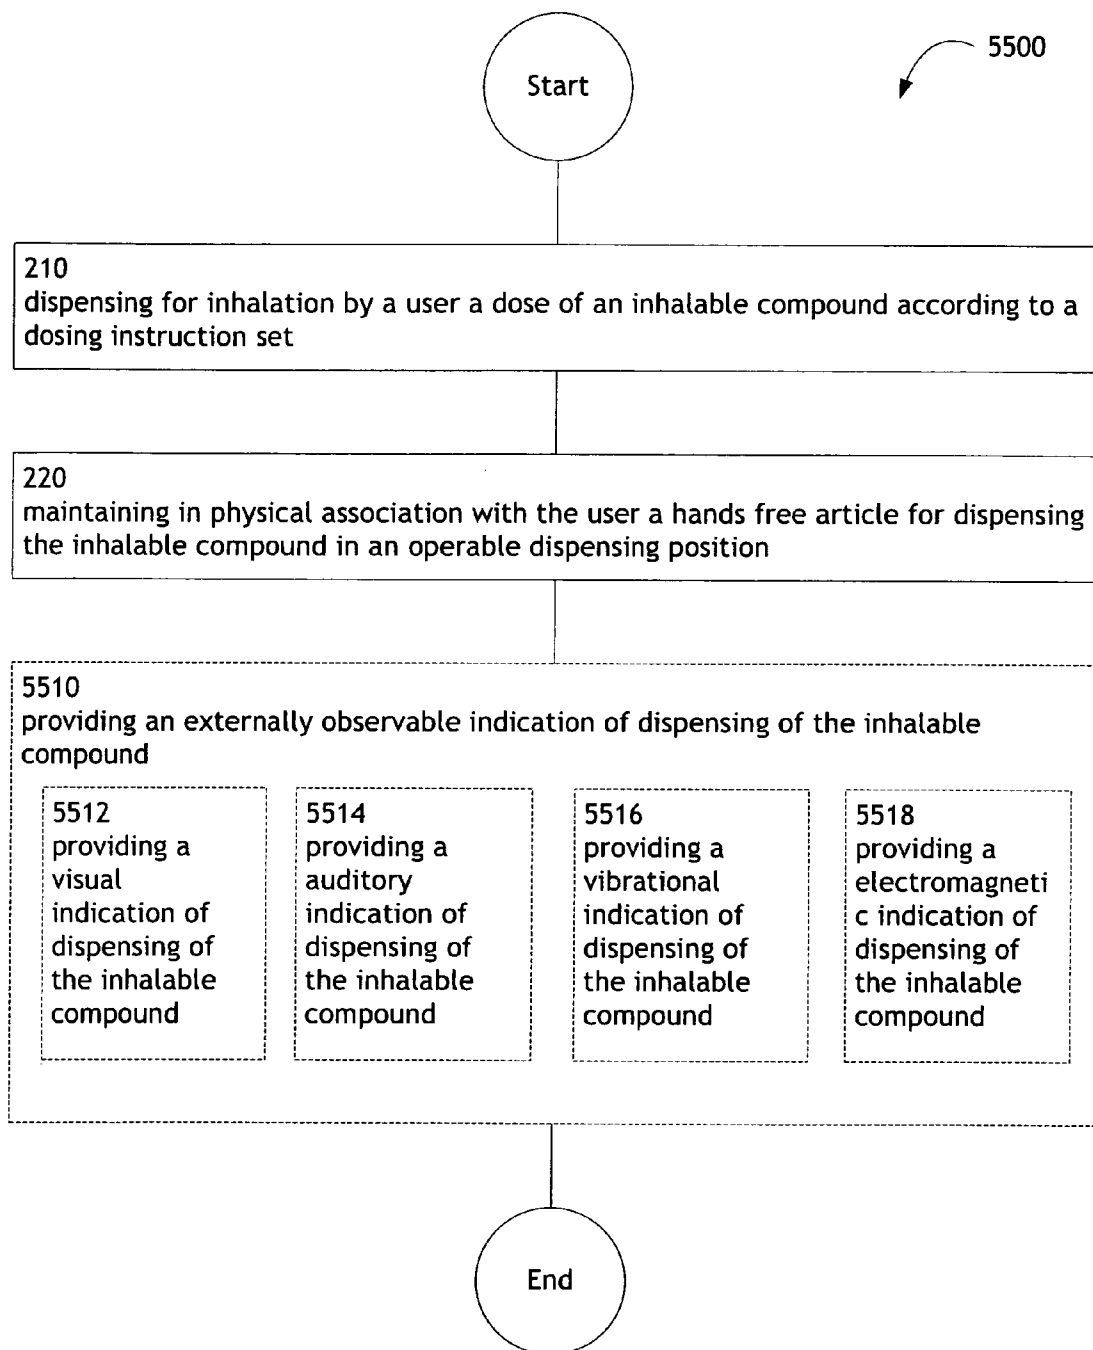 Start
5500
210
dispensing for inhalation by a user a dose of an inhalable compound according to a
dosing instruction set
220
maintaining in physical association with the user a hands free article for dispensing
the inhalable compound in an operable dispensing position
5510
providing an externally observable indication of dispensing of the inhalable
compound
5512
providing a
visual
indication of
dispensing of
the inhalable
compound
5514
providing a
auditory
indication of
dispensing of
the inhalable
compound
5516
providing a
vibrational
indication of
dispensing of
the inhalable
compound
5518
providing a
electromagneti
c indication of
dispensing of
the inhalable
compound
End